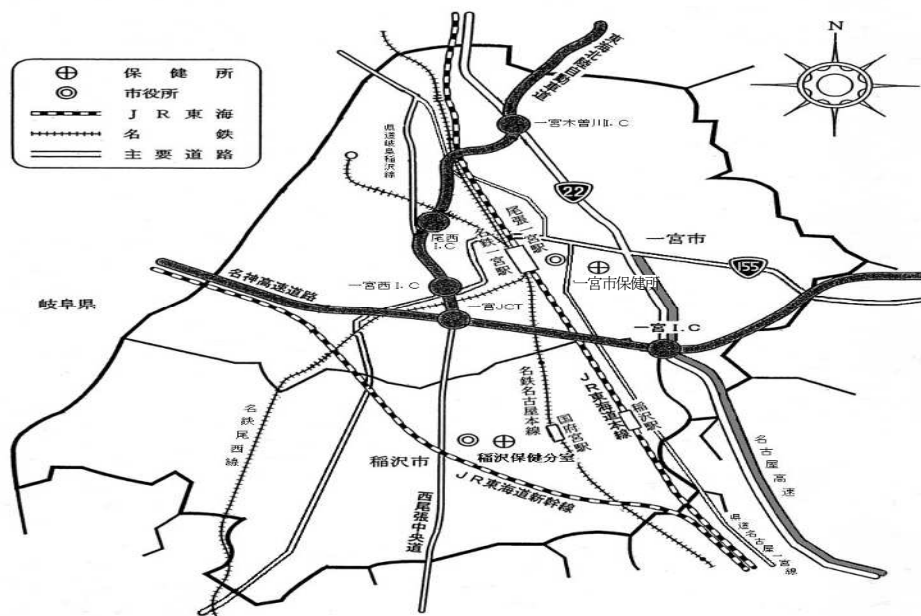 保健所
市役所
ＪＲ東海
名鉄
主要道路
N
東海北陸自動車道
一宮木曽川I.C
県道岐阜稲沢線
22
尾西
I.C
名鉄一宮駅
尾張一宮駅
一宮市
155
一宮市保健所
一宮西I.C
名神高速道路
一宮JCT
一宮I.C
岐阜県
名鉄尾西線
名鉄名古屋本線
国府宮駅
ＪＲ東海道本線
稲沢駅
名古屋高速
稲沢市
稲沢保健分室
ＪＲ東海道新幹線
西尾張中央道
県道名古屋一宮線